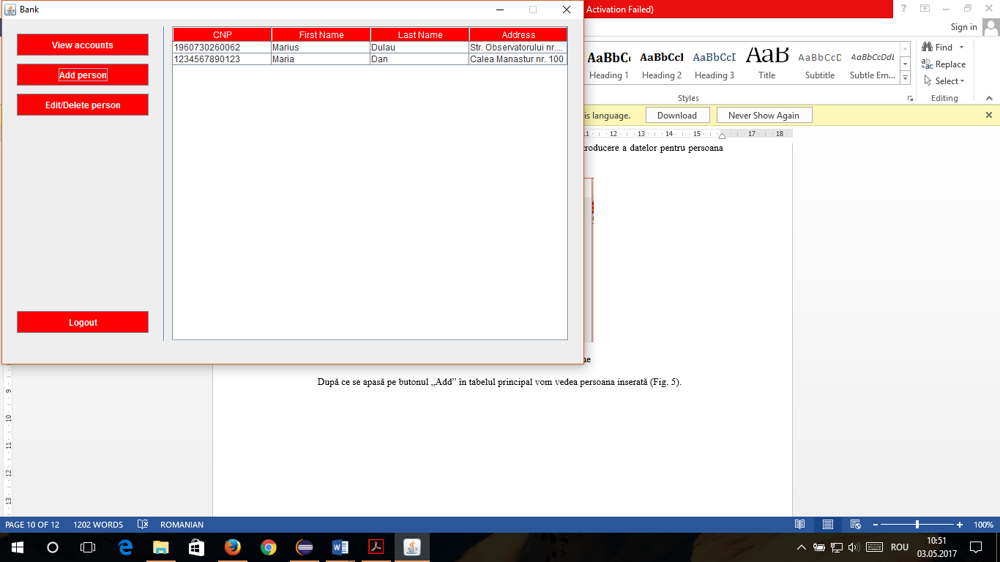 Bank
Activation Failed)
Sign in
View accounts
Add person
Edit/Delete person
Logout
CNP First Name Last Name Address
1960730260062 Marius Dulau Str. Observatorului nr....
1234567890123 Maria Dan Calea Manastur nr. 100
AaBbCc AaBbCcI AaBbCcI AaB AaBbCcD AaBbCcDdI
Heading 1 Heading 2 Heading 3 Title Subtitle Subtle Em...
Styles
Find
Replace
Select
Editing
is language. Download Never Show Again
11 12 13 14 15 17 18
roducere a datelor pentru persoana
ne
După ce se apasă pe butonul „Add” în tabelul principal vom vedea persoana inserată (Fig. 5).
9
10
11
12
13
PAGE 10 OF 12 1202 WORDS ROMANIAN 100%
ROU 10:51
03.05.2017